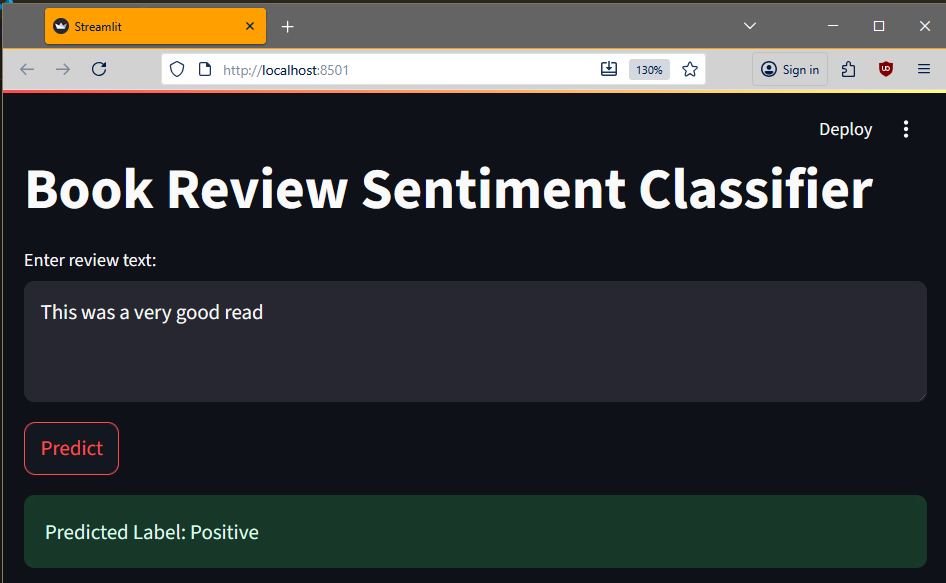 Streamlit
http://localhost:8501
130%
Sign in
Deploy
Book Review Sentiment Classifier
Enter review text:
This was a very good read
Predict
Predicted Label: Positive